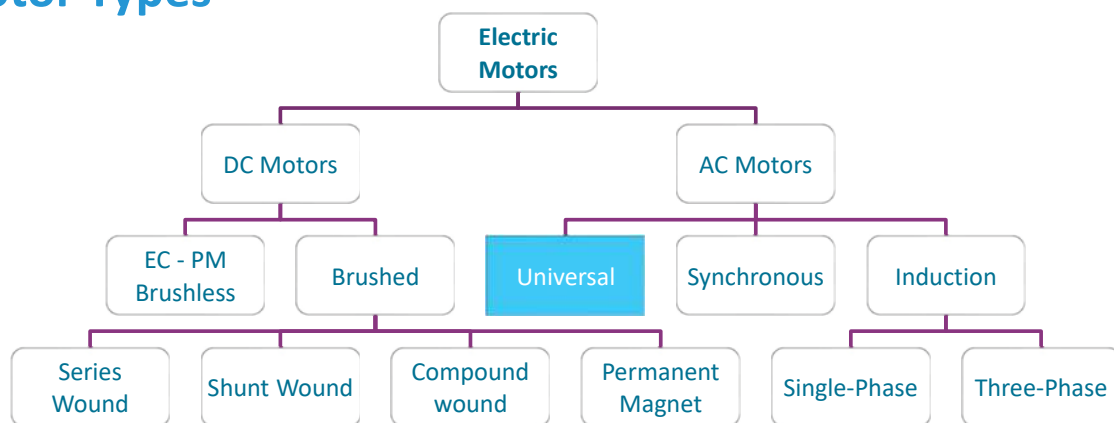 Electric
Motors
DC Motors
AC Motors
EC - PM
Brushless
Brushed
Universal
Synchronous
Induction
Series
Wound
Shunt Wound
Compound
wound
Permanent
Magnet
Single-Phase
Three-Phase